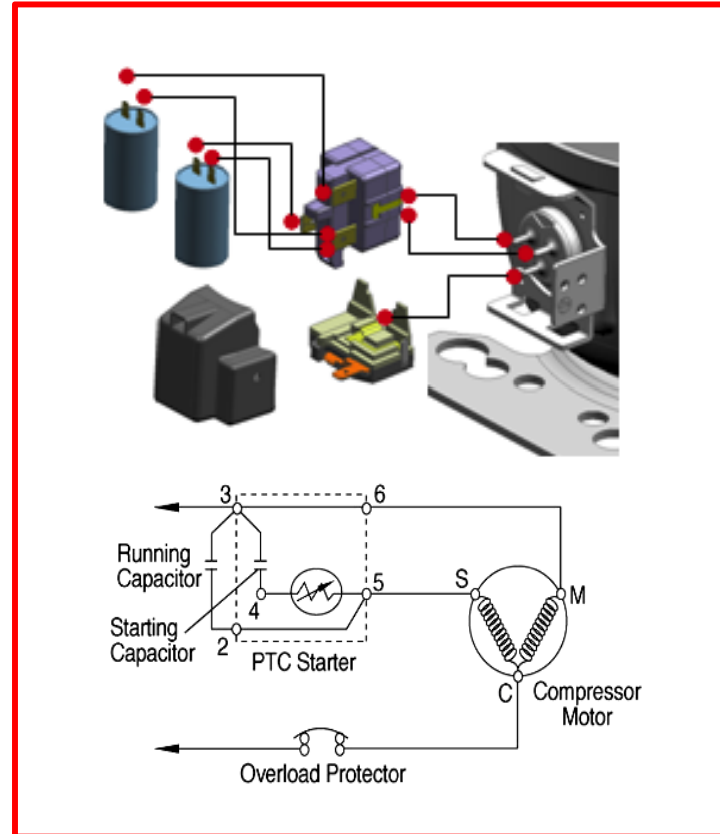 3
6
Running
Capacitor
S
M
5
4
Starting
Capacitor
2
PTC Starter
C
Compressor
Motor
Overload Protector